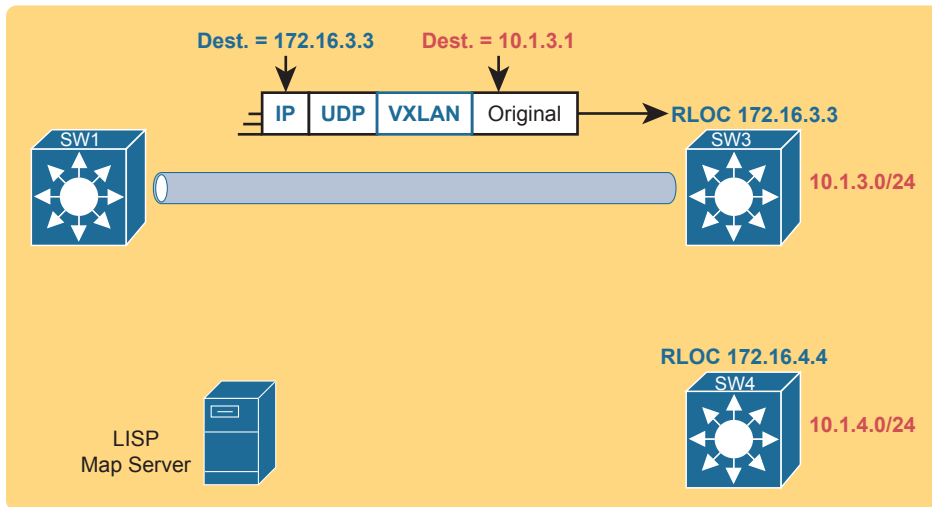 Dest. = 172.16.3.3
Dest. = 10.1.3.1
IP UDP VXLAN Original
RLOC 172.16.3.3
SW1
SW3
10.1.3.0/24
RLOC 172.16.4.4
SW4
10.1.4.0/24
LISP
Map Server